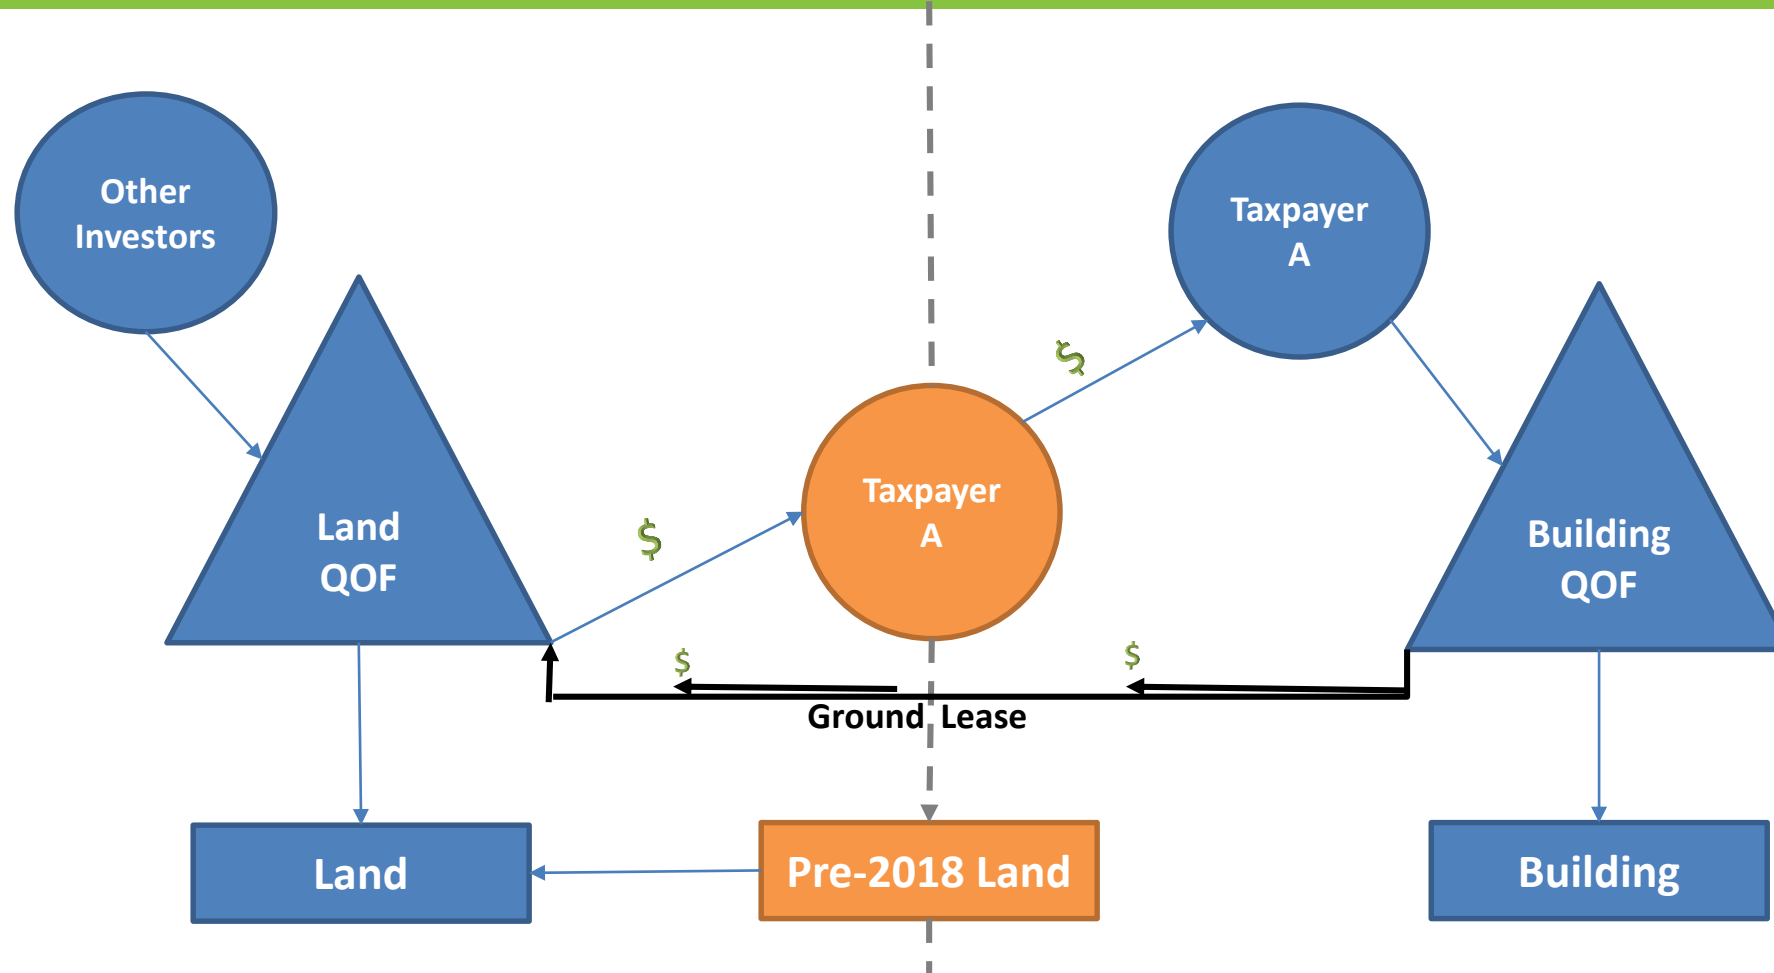 Other
Investors
Taxpayer
A
$
Taxpayer
A
Land
QOF
$
Building
QOF
$
$
Ground Lease
Land
Pre-2018 Land
Building